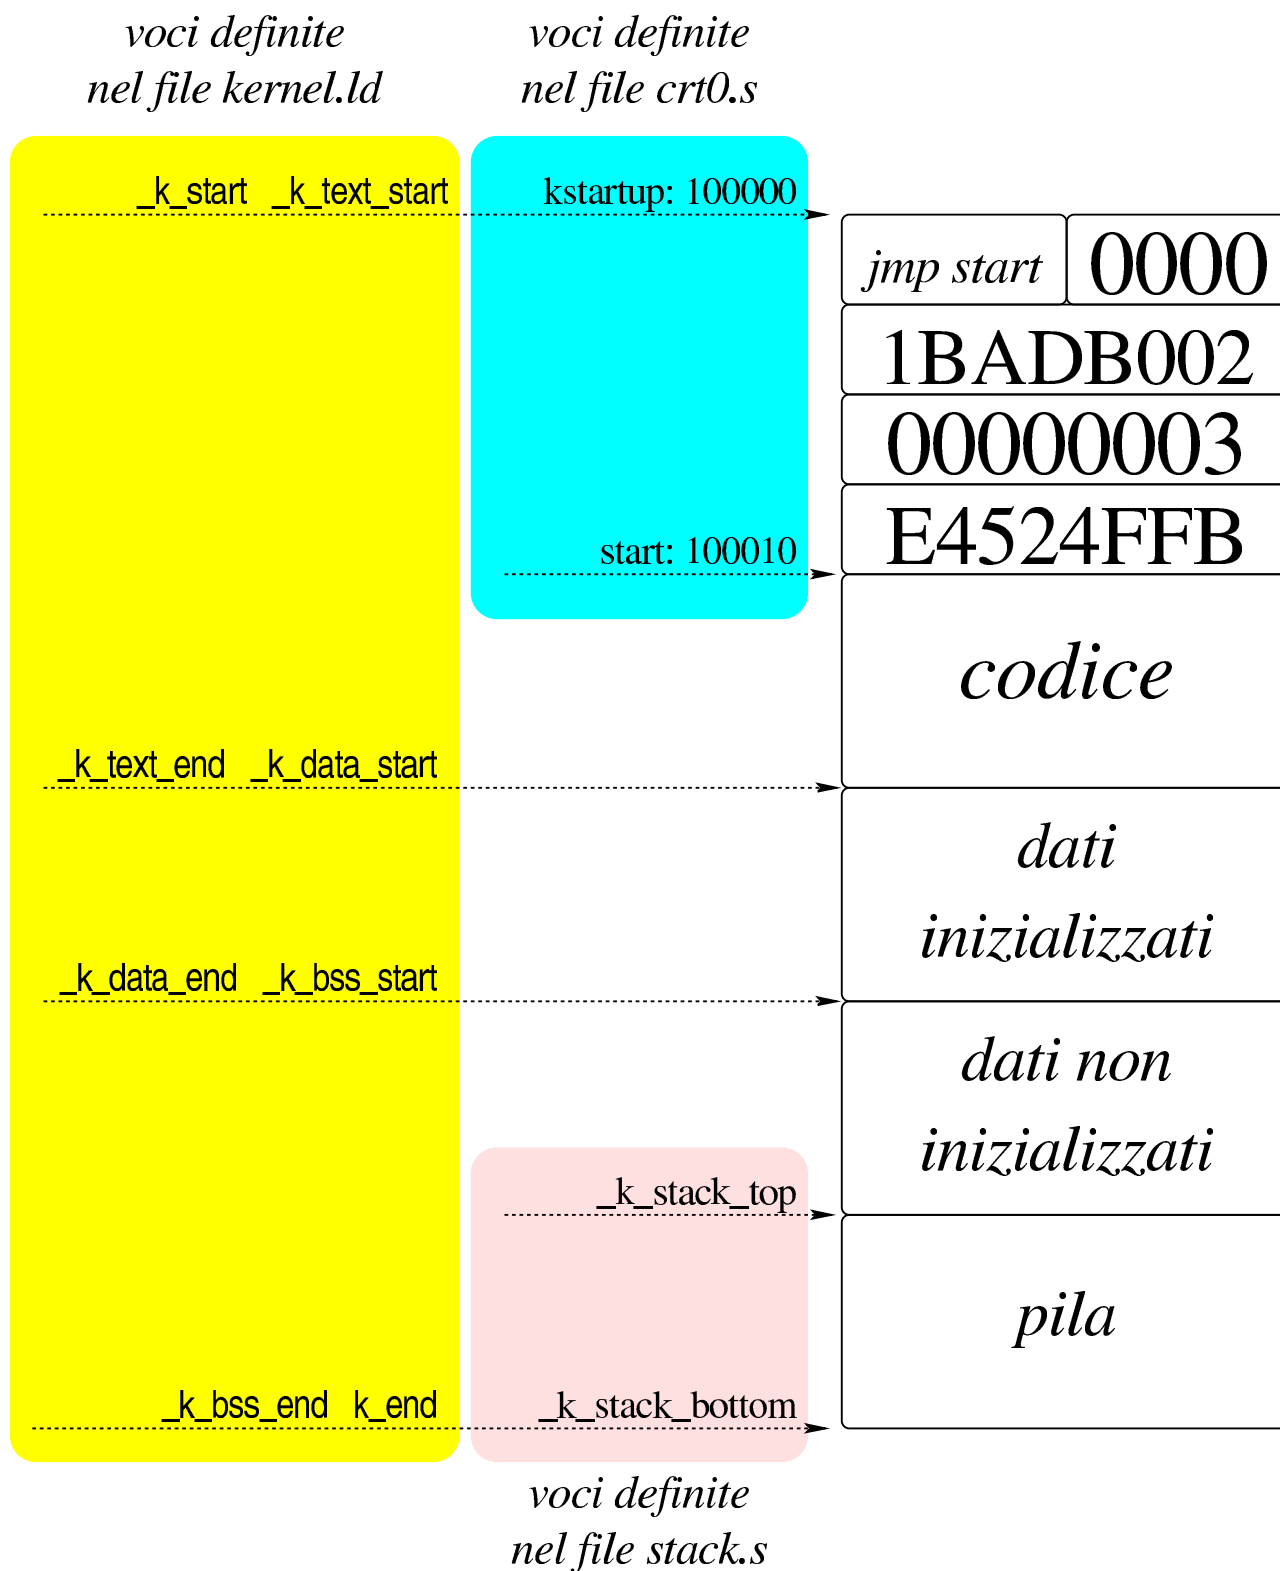 voci definite
nel file kernel.ld
voci definite
nel file crt0.s
_k_start _k_text_start
kstartup: 100000
jmp start
0000
1BADB002
00000003
E4524FFB
start: 100010
codice
_k_text_end _k_data_start
dati
inizializzati
_k_data_end _k_bss_start
dati non
inizializzati
_k_stack_top
pila
_k_bss_end k_end
_k_stack_bottom
voci definite
nel file stack.s